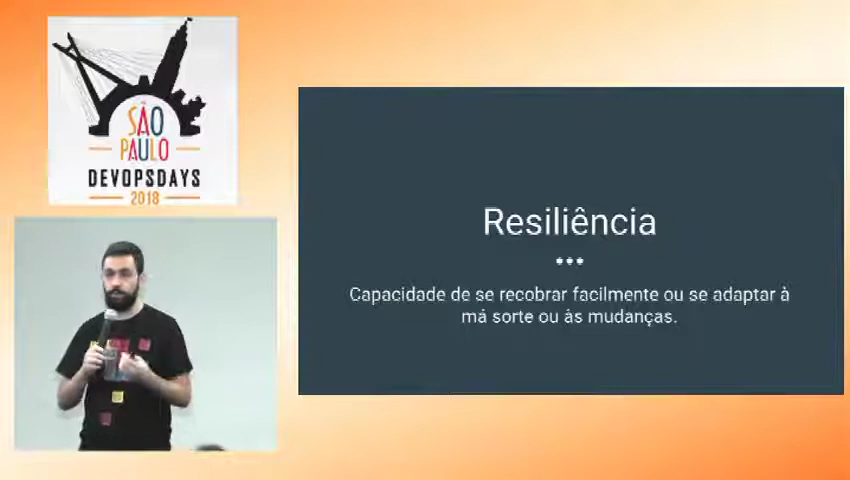 SÃO
PAULO
DEVOPSDAYS
2018
Resiliência
Capacidade de se recobrar facilmente ou se adaptar à
má sorte ou às mudanças.